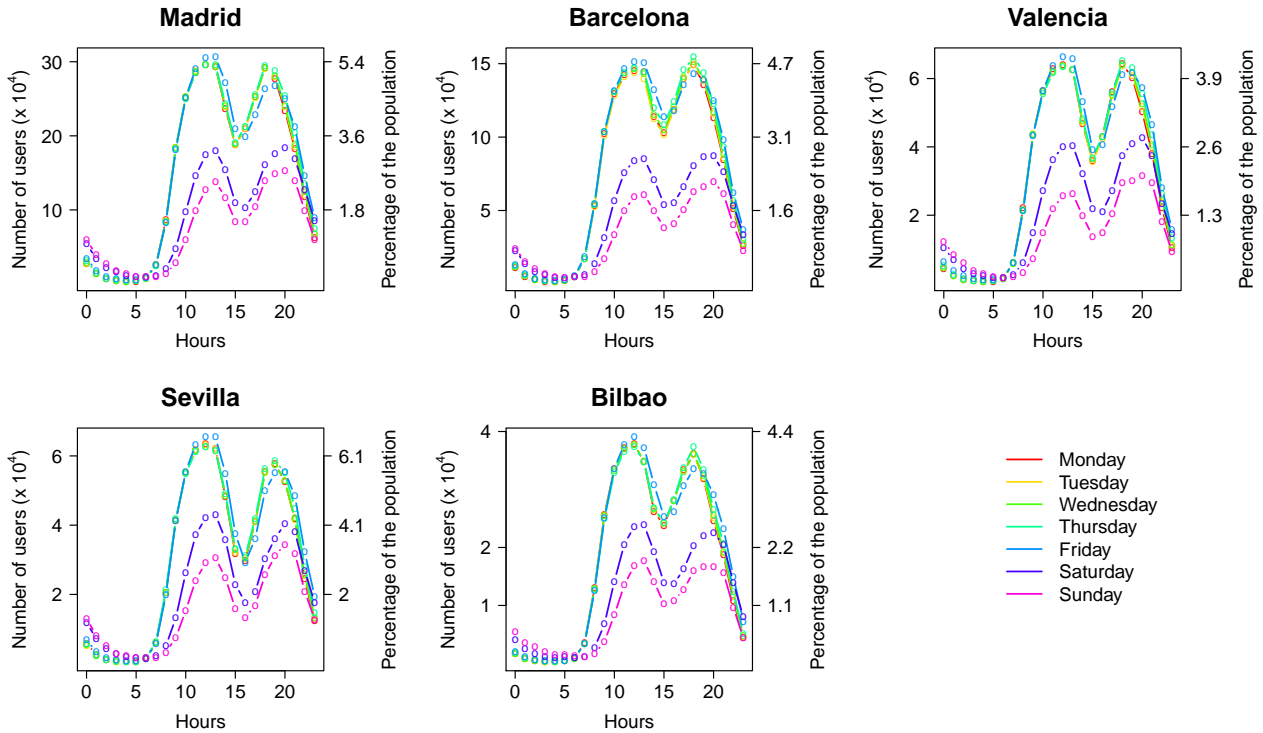 Madrid
Number of users (x 10⁴)
30
20
10
5.4
3.6
1.8
Percentage of the population
0 5 10 15 20
Hours
Barcelona
Number of users (x 10⁴)
15
10
5
4.7
3.1
1.6
Percentage of the population
0 5 10 15 20
Hours
Valencia
Number of users (x 10⁴)
6
4
2
3.9
2.6
1.3
Percentage of the population
0 5 10 15 20
Hours
Sevilla
Number of users (x 10⁴)
6
4
2
6.1
4.1
2
Percentage of the population
0 5 10 15 20
Hours
Bilbao
Number of users (x 10⁴)
4
2
1
4.4
2.2
1.1
Percentage of the population
0 5 10 15 20
Hours
Monday
Tuesday
Wednesday
Thursday
Friday
Saturday
Sunday